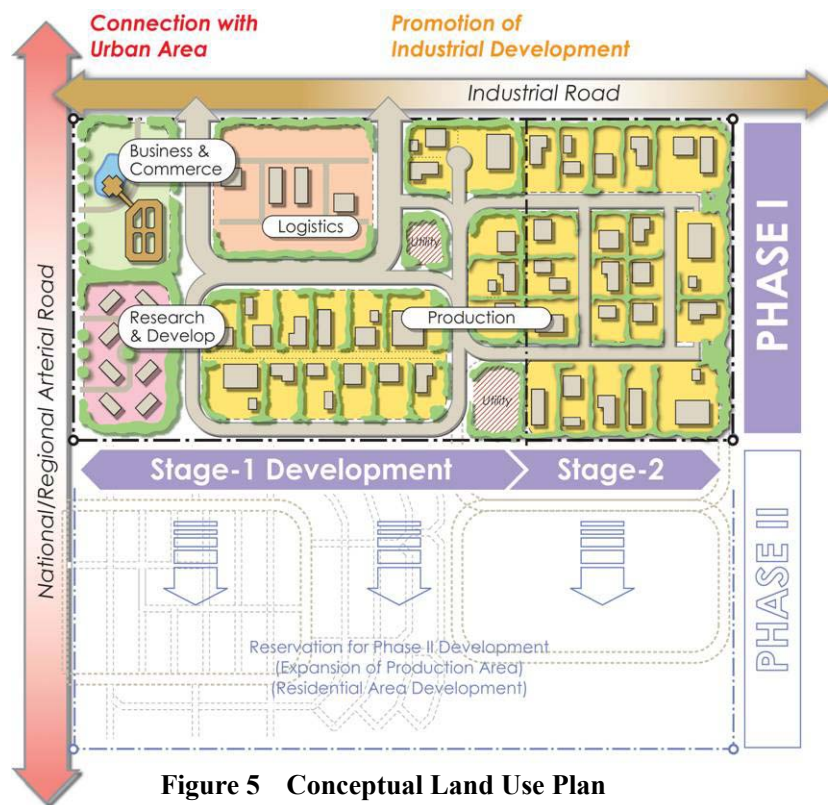 Connection with
Urban Area
Promotion of
Industrial Development
Industrial Road
National/Regional Arterial Road
Business &
Commerce
Logistics
Utility
Research
& Develop
Production
Utility
PHASE I
Stage-1 Development
Stage-2
PHASE II
Reservation for Phase II Development
(Expansion of Production Area)
(Residential Area Development)
Figure 5 Conceptual Land Use Plan